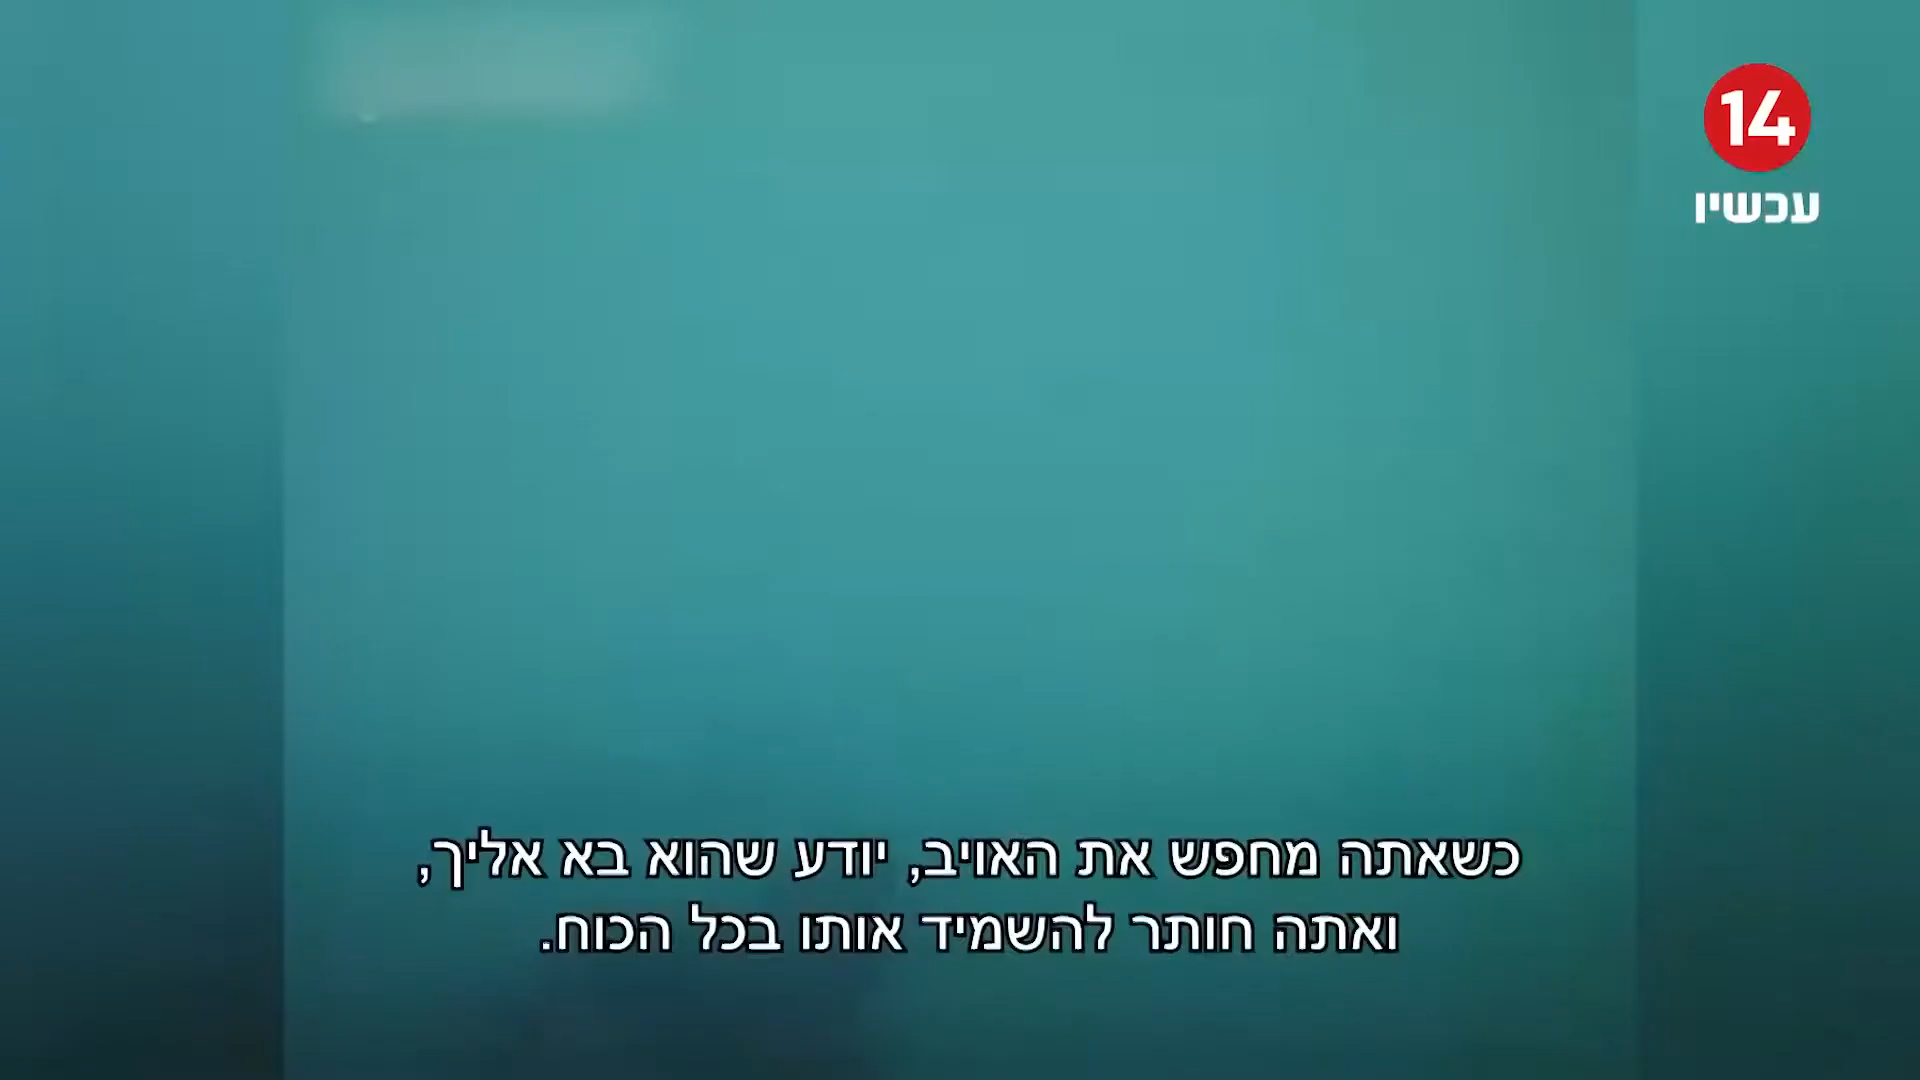 14
עכשיו
כשאתה מחפש את האויב, יודע שהוא בא אליך,
ואתה חותר להשמיד אותו בכל הכוח.